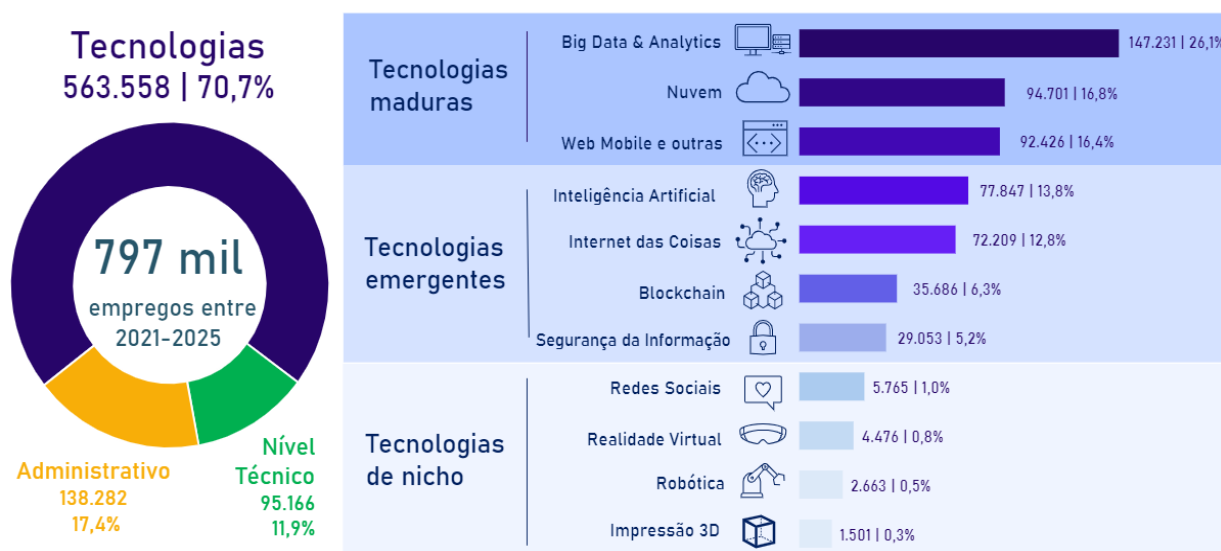 Tecnologias
563.558 | 70,7%
797 mil
empregos entre
2021-2025
Administrativo
138.282
17,4%
Nível
Técnico
95.166
11,9%
Tecnologias
maduras
Big Data & Analytics
147.231 | 26,1%
Nuvem
94.701 | 16,8%
Web Mobile e outras
92.426 | 16,4%
Tecnologias
emergentes
Inteligência Artificial
77.847 | 13,8%
Internet das Coisas
72.209 | 12,8%
Blockchain
35.686 | 6,3%
Segurança da Informação
29.053 | 5,2%
Tecnologias
de nicho
Redes Sociais
5.765 | 1,0%
Realidade Virtual
4.476 | 0,8%
Robótica
2.663 | 0,5%
Impressão 3D
1.501 | 0,3%